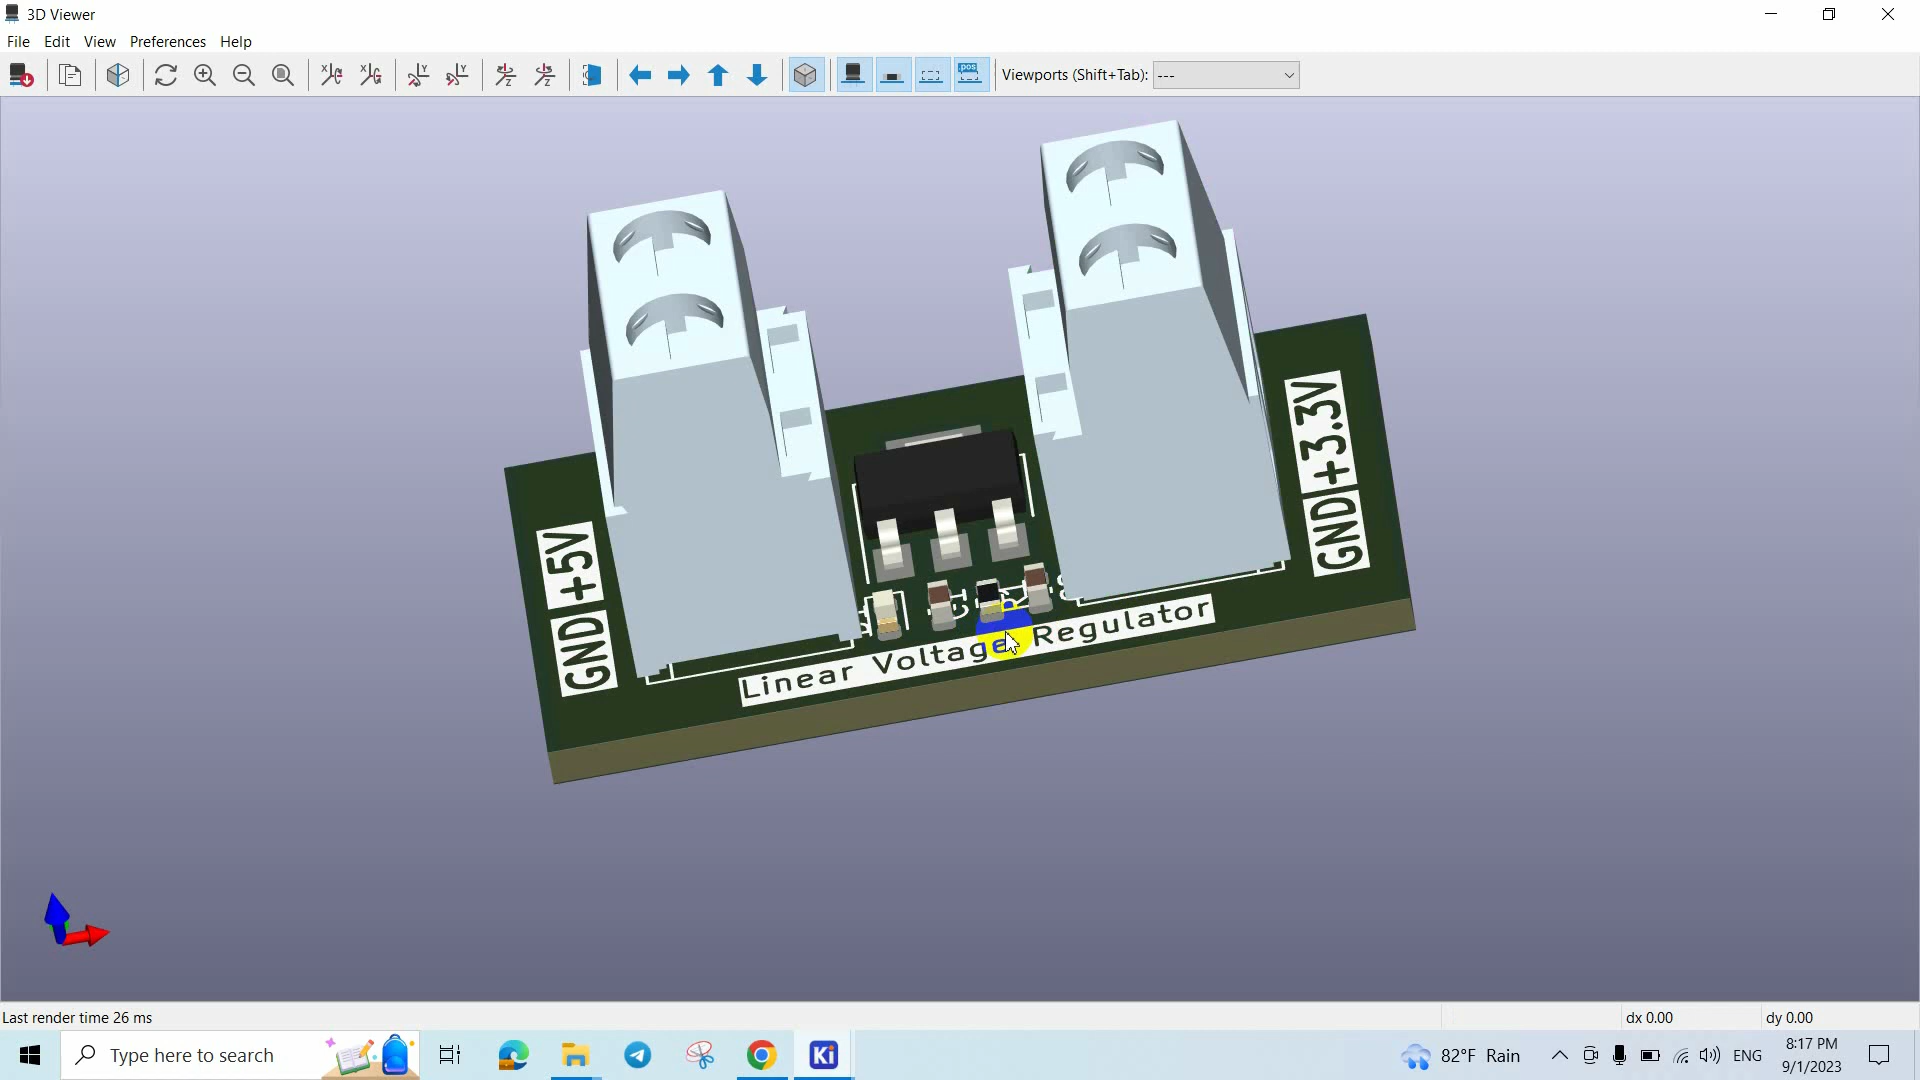 3D Viewer
File Edit View Preferences Help
Viewports (Shift+Tab): ---
GND +5V
GND +3.3V
Linear Voltage Regulator
Last render time 26 ms
dx 0.00
dy 0.00
Type here to search
Ki
82°F Rain
ENG
8:17 PM
9/1/2023